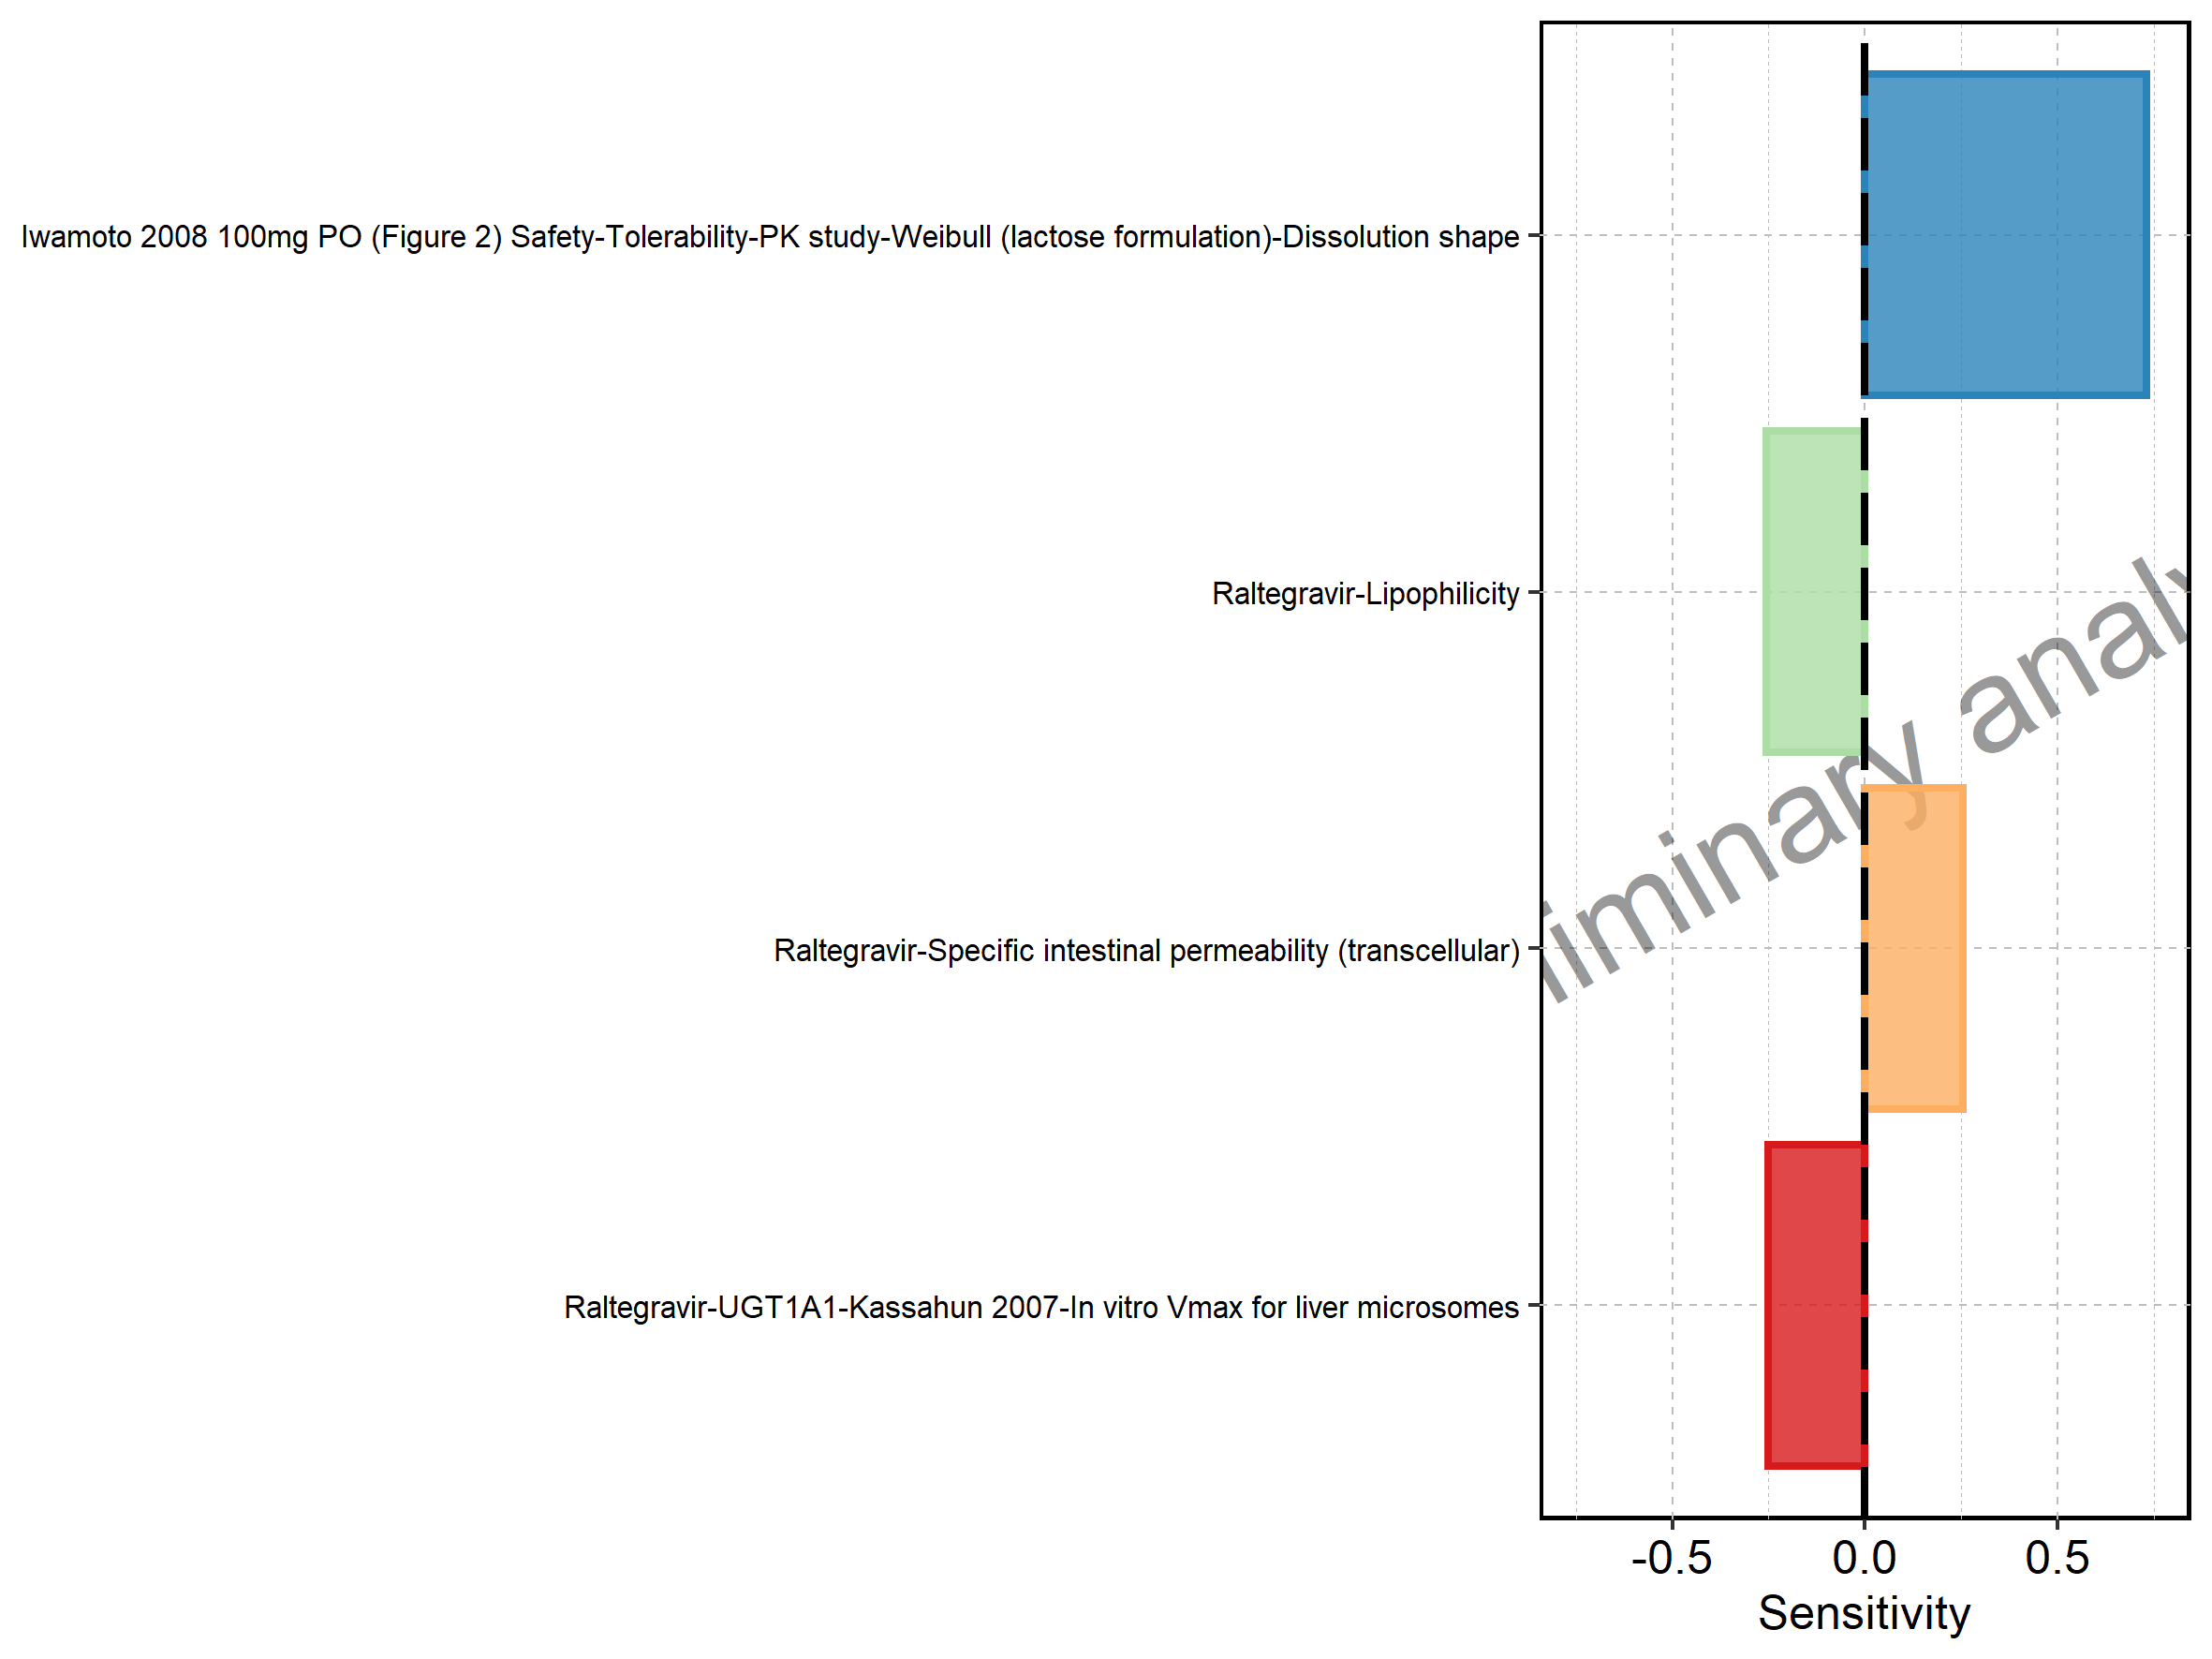 Iwamoto 2008 100mg PO (Figure 2) Safety-Tolerability-PK study-Weibull (lactose formulation)-Dissolution shape
Raltegravir-Lipophilicity
Raltegravir-Specific intestinal permeability (transcellular)
Raltegravir-UGT1A1-Kassahun 2007-In vitro Vmax for liver microsomes
iminary analy
-0.5 0.0 0.5
Sensitivity